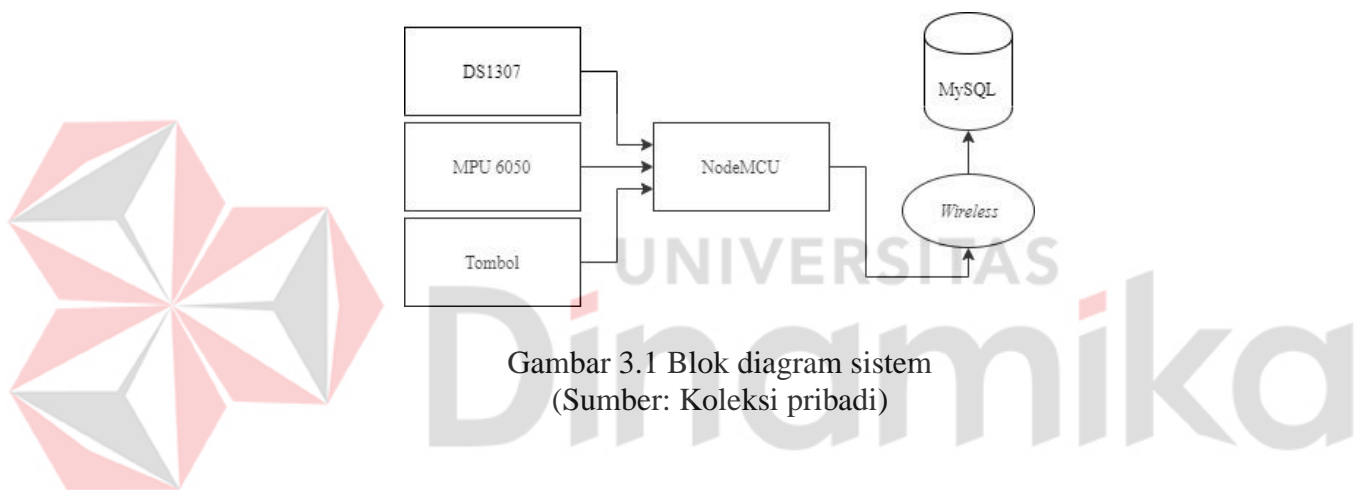 DS1307
MPU 6050
Tombol
NodeMCU
MySQL
Wireless
UNIVERSITAS
Dinamika
Gambar 3.1 Blok diagram sistem
(Sumber: Koleksi pribadi)